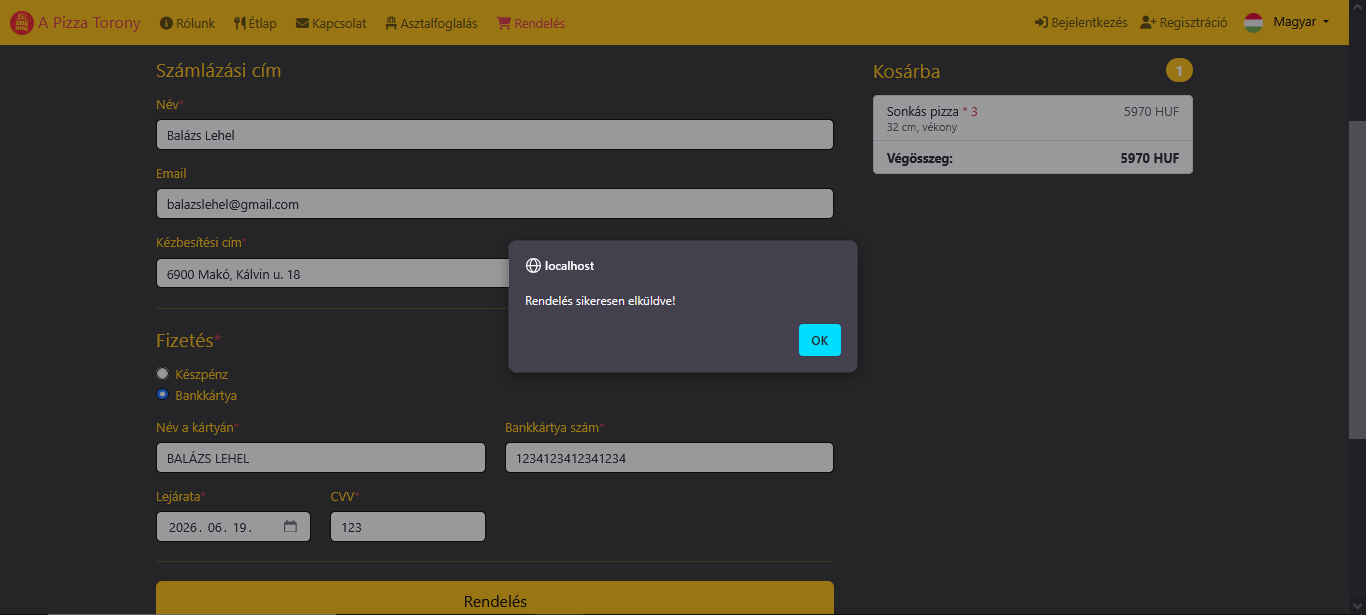 A Pizza Torony Rólunk Étlap Kapcsolat Asztalfoglalás Rendelés Bejelentkezés Regisztráció Magyar
Számlázási cím
Név*
Balázs Lehel
Email
balazslehel@gmail.com
Kézbesítési cím*
6900 Makó, Kálvin u. 18
Fizetés*
Készpénz
Bankkártya
Név a kártyán*
BALÁZS LEHEL
Bankkártya szám*
1234123412341234
Lejárata*
2026. 06. 19.
CVV*
123
Rendelés
Kosárba 1
Sonkás pizza * 3 5970 HUF
32 cm, vékony
Végösszeg: 5970 HUF
localhost
Rendelés sikeresen elküldve!
OK